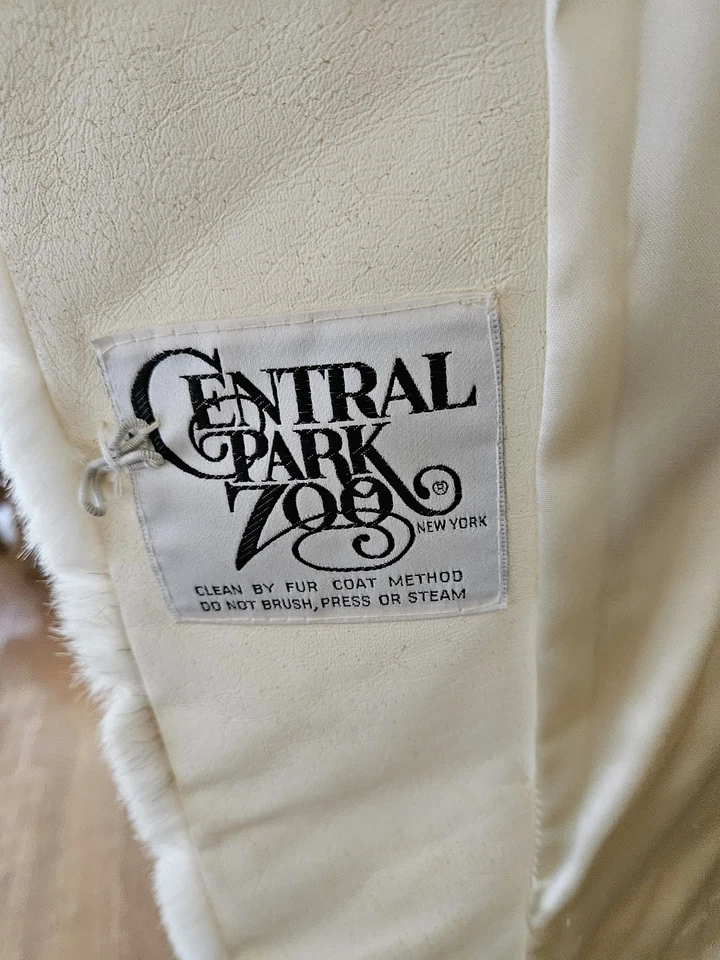 CENTRAL
PARK
ZOO ®
NEW YORK
CLEAN BY FUR COAT METHOD
DO NOT BRUSH, PRESS OR STEAM